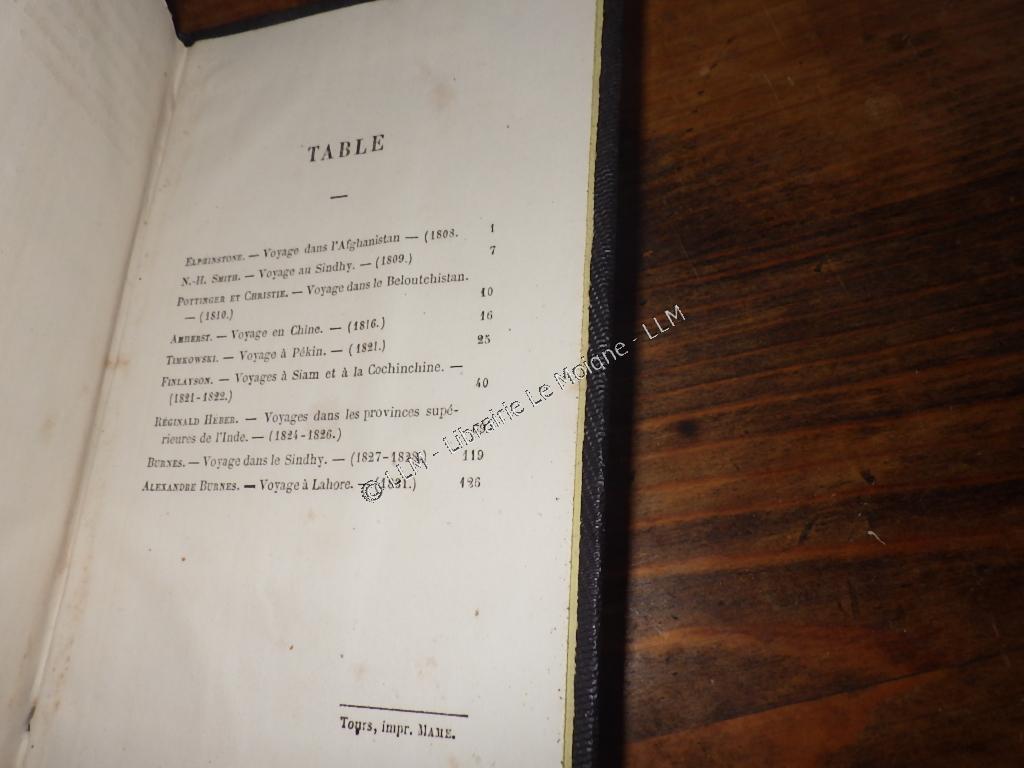 TABLE
—
ELPHINSTONE. — Voyage dans l'Afghanistan — (1808. 1
N.-H. SMITH. — Voyage au Sindhy. — (1809.) 7
POTTINGER ET CHRISTIE. — Voyage dans le Beloutchistan.
— (1810.) 10
AMHERST. — Voyage en Chine. — (1816.) 16
TIMKOWSKI. — Voyage à Pékin. — (1821.) 25
FINLAYSON. — Voyages à Siam et à la Cochinchine. —
(1821-1822.) 40
RÉGINALD HEBER. — Voyages dans les provinces supé-
rieures de l'Inde. — (1824-1826.)
BURNES. — Voyage dans le Sindhy. — (1827-1828.) 119
ALEXANDRE BURNES. — Voyage à Lahore. — (1831.) 126
Tours, impr. MAME.
© LLM - Librairie Le Moigne - LLM